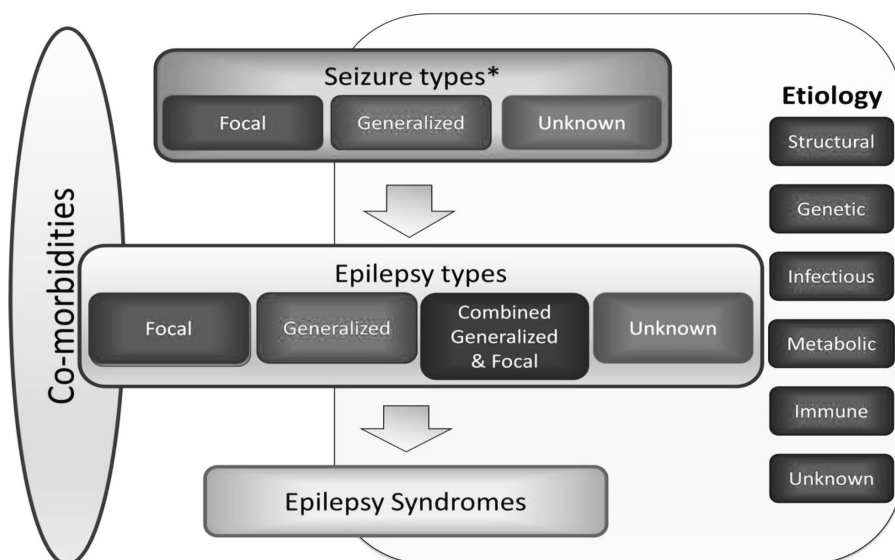 Co-morbidities
Seizure types*
Focal
Generalized
Unknown
Epilepsy types
Focal
Generalized
Combined
Generalized
& Focal
Unknown
Epilepsy Syndromes
Etiology
Structural
Genetic
Infectious
Metabolic
Immune
Unknown